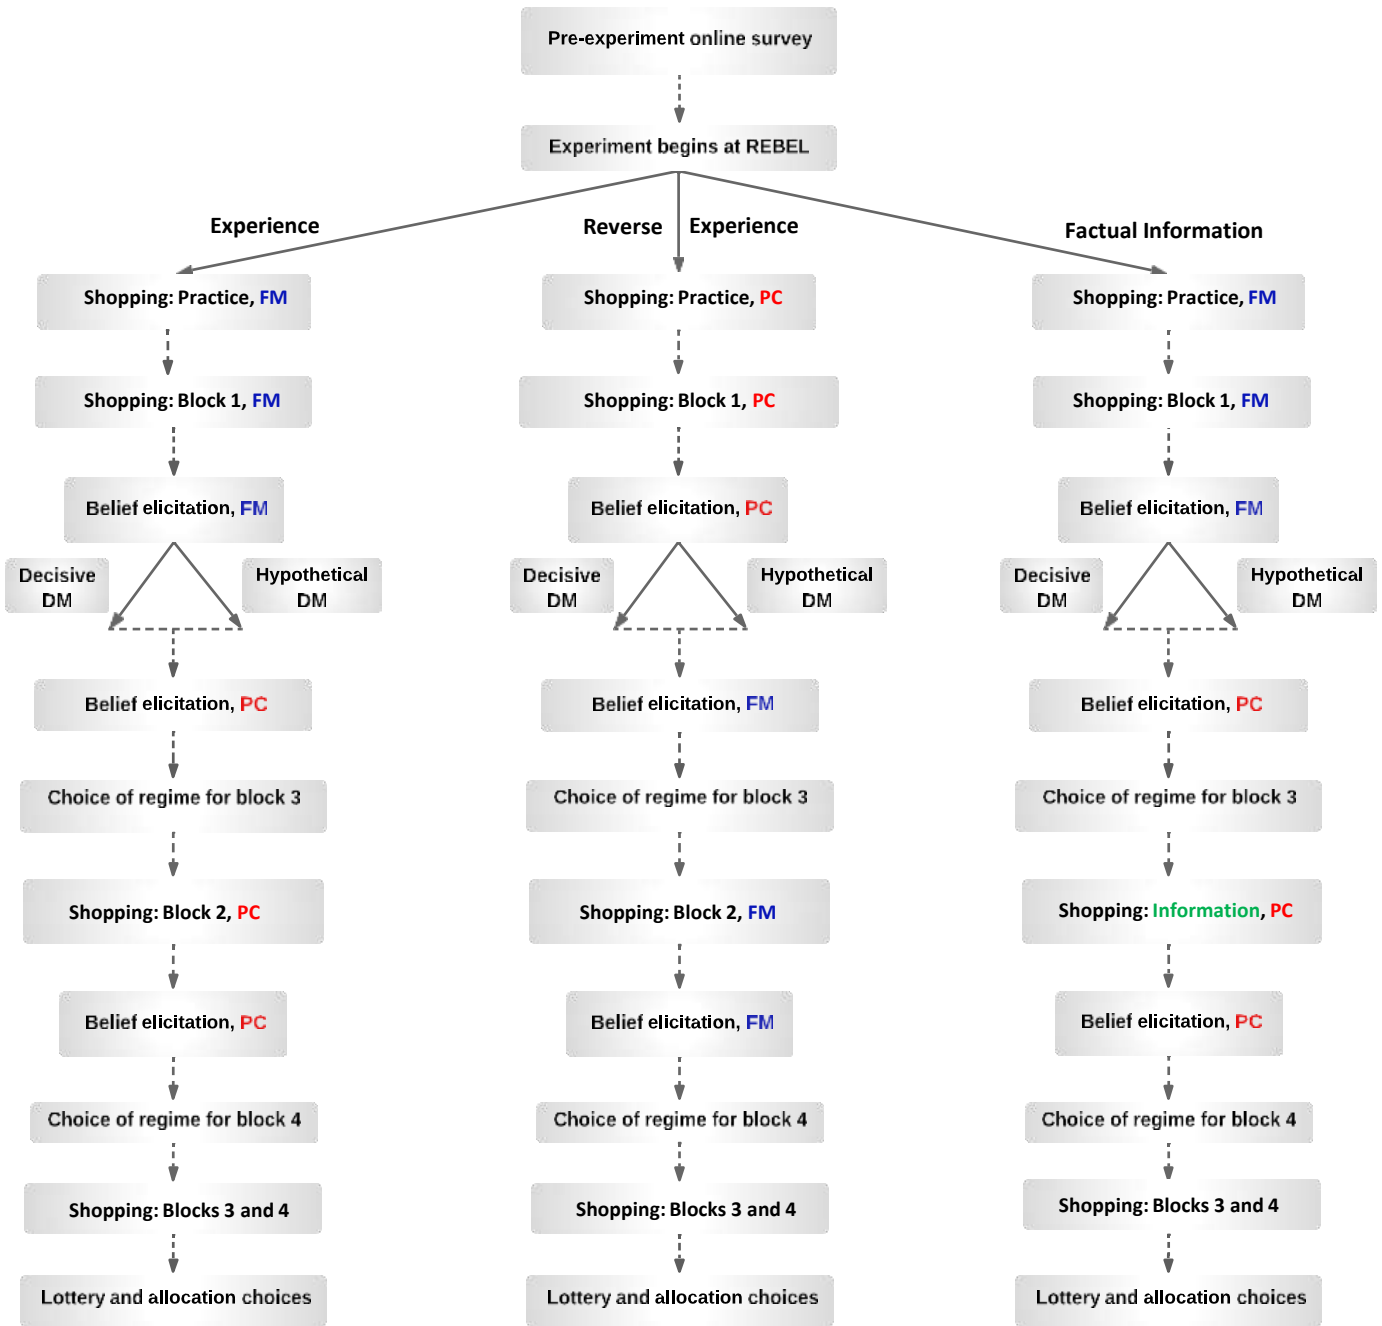 Pre-experiment online survey
Experiment begins at REBEL
Experience
Reverse Experience
Factual Information
Shopping: Practice, FM
Shopping: Practice, PC
Shopping: Practice, FM
Shopping: Block 1, FM
Shopping: Block 1, PC
Shopping: Block 1, FM
Belief elicitation, FM
Belief elicitation, PC
Belief elicitation, FM
Decisive
DM
Hypothetical
DM
Decisive
DM
Hypothetical
DM
Decisive
DM
Hypothetical
DM
Belief elicitation, PC
Belief elicitation, FM
Belief elicitation, PC
Choice of regime for block 3
Choice of regime for block 3
Choice of regime for block 3
Shopping: Block 2, PC
Shopping: Block 2, FM
Shopping: Information, PC
Belief elicitation, PC
Belief elicitation, FM
Belief elicitation, PC
Choice of regime for block 4
Choice of regime for block 4
Choice of regime for block 4
Shopping: Blocks 3 and 4
Shopping: Blocks 3 and 4
Shopping: Blocks 3 and 4
Lottery and allocation choices
Lottery and allocation choices
Lottery and allocation choices